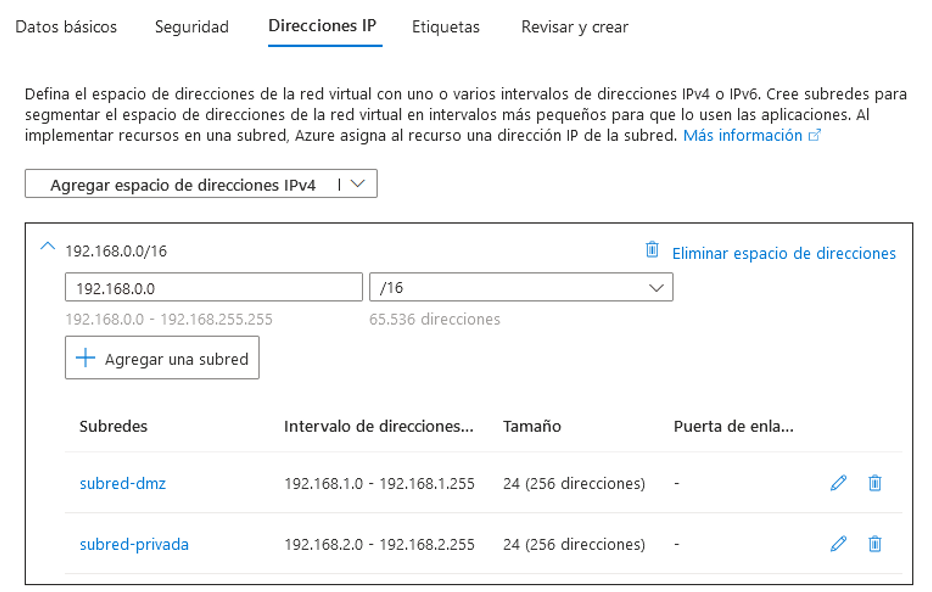 Datos básicos Seguridad Direcciones IP Etiquetas Revisar y crear
Defina el espacio de direcciones de la red virtual con uno o varios intervalos de direcciones IPv4 o IPv6. Cree subredes para
segmentar el espacio de direcciones de la red virtual en intervalos más pequeños para que lo usen las aplicaciones. Al
implementar recursos en una subred, Azure asigna al recurso una dirección IP de la subred. Más información
Agregar espacio de direcciones IPv4 |
192.168.0.0/16 Eliminar espacio de direcciones
192.168.0.0 /16
192.168.0.0 - 192.168.255.255 65.536 direcciones
Agregar una subred
Subredes Intervalo de direcciones... Tamaño Puerta de enla...
subred-dmz 192.168.1.0 - 192.168.1.255 24 (256 direcciones) -
subred-privada 192.168.2.0 - 192.168.2.255 24 (256 direcciones) -